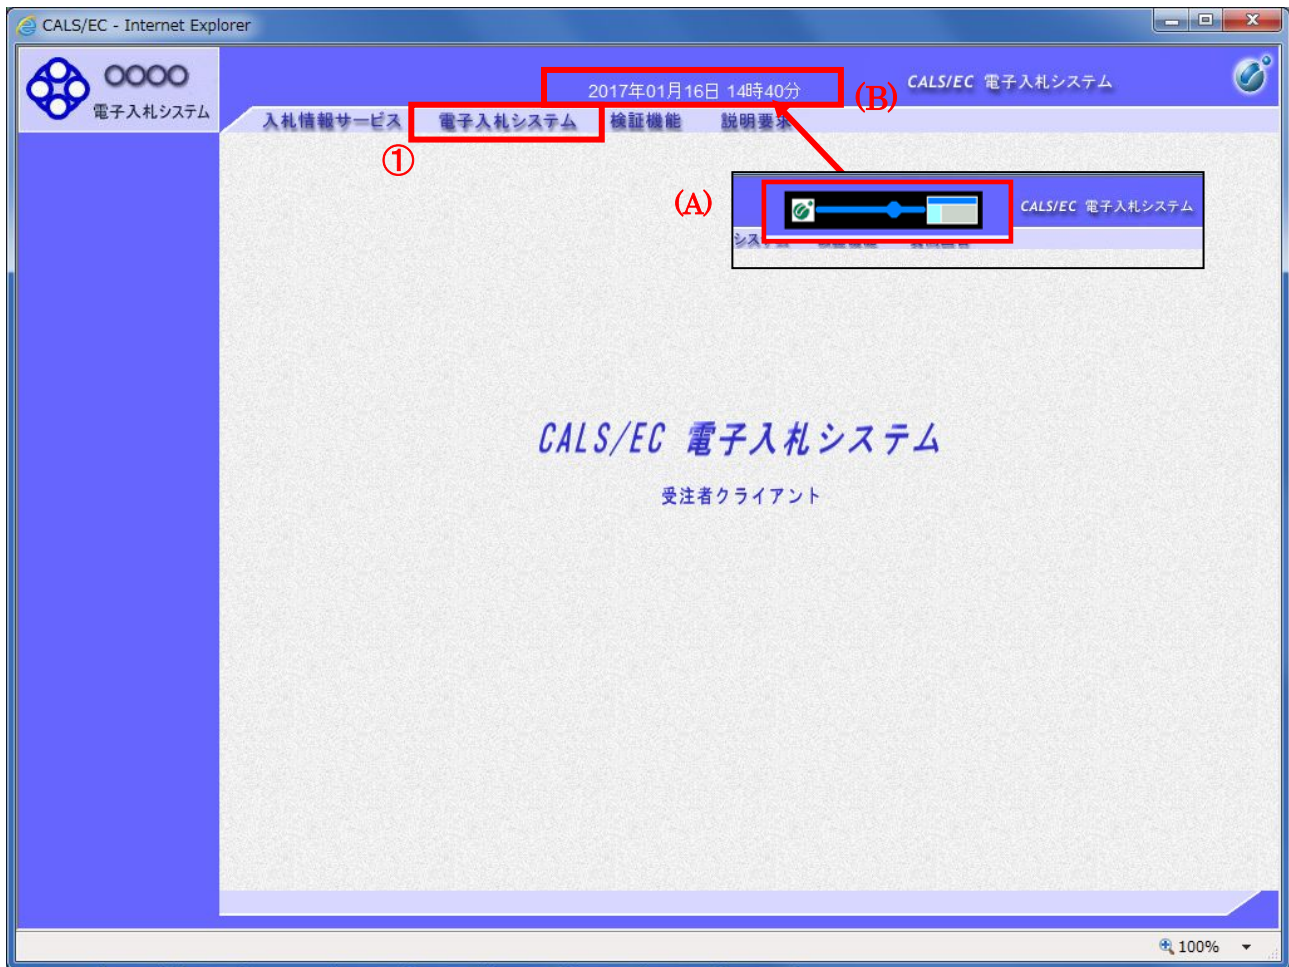 CALS/EC - Internet Explorer
〇〇〇〇
電子入札システム
2017年01月16日 14時40分
(B)
CALS/EC 電子入札システム
入札情報サービス
電子入札システム
検証機能
説明要求
①
(A)
CALS/EC 電子入札システム
CALS/EC 電子入札システム
受注者クライアント
100%